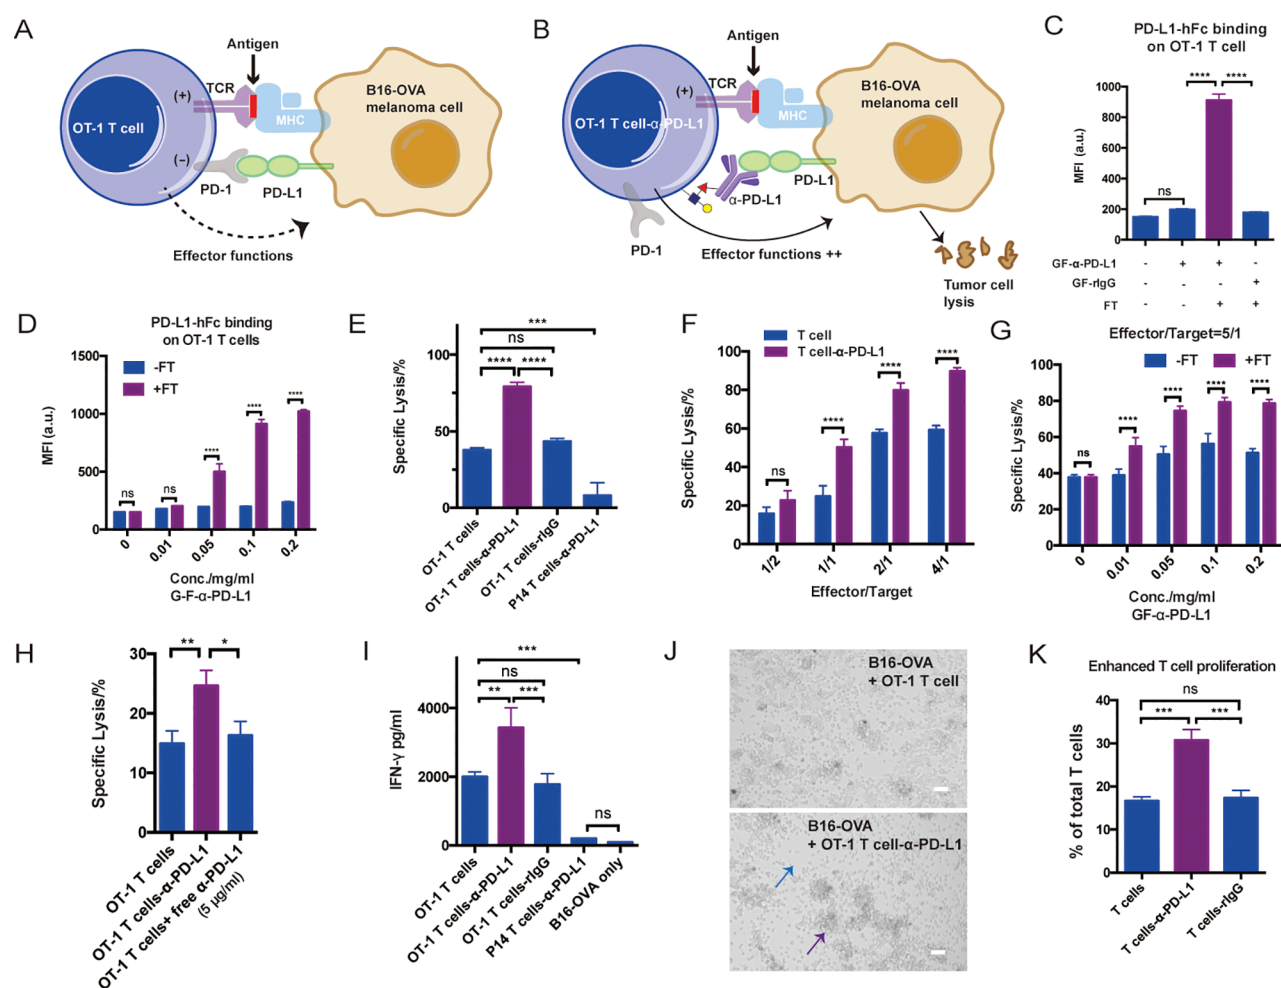 A
Antigen
TCR
(+)
MHC
OT-1 T cell
B16-OVA
melanoma cell
(−)
PD-1
PD-L1
Effector functions
B
Antigen
TCR
(+)
MHC
OT-1 T cell-α-PD-L1
B16-OVA
melanoma cell
PD-L1
α-PD-L1
PD-1
Effector functions ++
Tumor cell
lysis
C
PD-L1-hFc binding
on OT-1 T cell
**** ****
ns
MFI (a.u.)
1000
800
600
400
200
0
GF-α-PD-L1 - + + -
GF-rIgG - - - +
FT - - + +
D
PD-L1-hFc binding
on OT-1 T cells
-FT
+FT
MFI (a.u.)
1500
1000
500
0
ns ns **** **** ****
0 0.01 0.05 0.1 0.2
Conc./mg/ml
G-F-α-PD-L1
E
***
ns
**** ****
Specific Lysis/%
75
50
25
0
OT-1 T cells
OT-1 T cells-α-PD-L1
OT-1 T cells-rIgG
P14 T cells-α-PD-L1
F
T cell
T cell-α-PD-L1
Specific Lysis/%
100
80
60
40
20
0
ns **** **** ****
1/2 1/1 2/1 4/1
Effector/Target
G
Effector/Target=5/1
-FT +FT
Specific Lysis/%
100
80
60
40
20
0
ns **** **** **** ****
0 0.01 0.05 0.1 0.2
Conc./mg/ml
GF-α-PD-L1
H
** *
Specific Lysis/%
30
20
10
0
OT-1 T cells
OT-1 T cells-α-PD-L1
OT-1 T cells+ free α-PD-L1
(5 μg/ml)
I
***
ns
** ***
ns
IFN-γ pg/ml
4000
2000
0
OT-1 T cells
OT-1 T cells-α-PD-L1
OT-1 T cells-rIgG
P14 T cells-α-PD-L1
B16-OVA only
J
B16-OVA
+ OT-1 T cell
B16-OVA
+ OT-1 T cell-α-PD-L1
K
Enhanced T cell proliferation
ns
*** ***
% of total T cells
40
30
20
10
0
T cells
T cells-α-PD-L1
T cells-rIgG